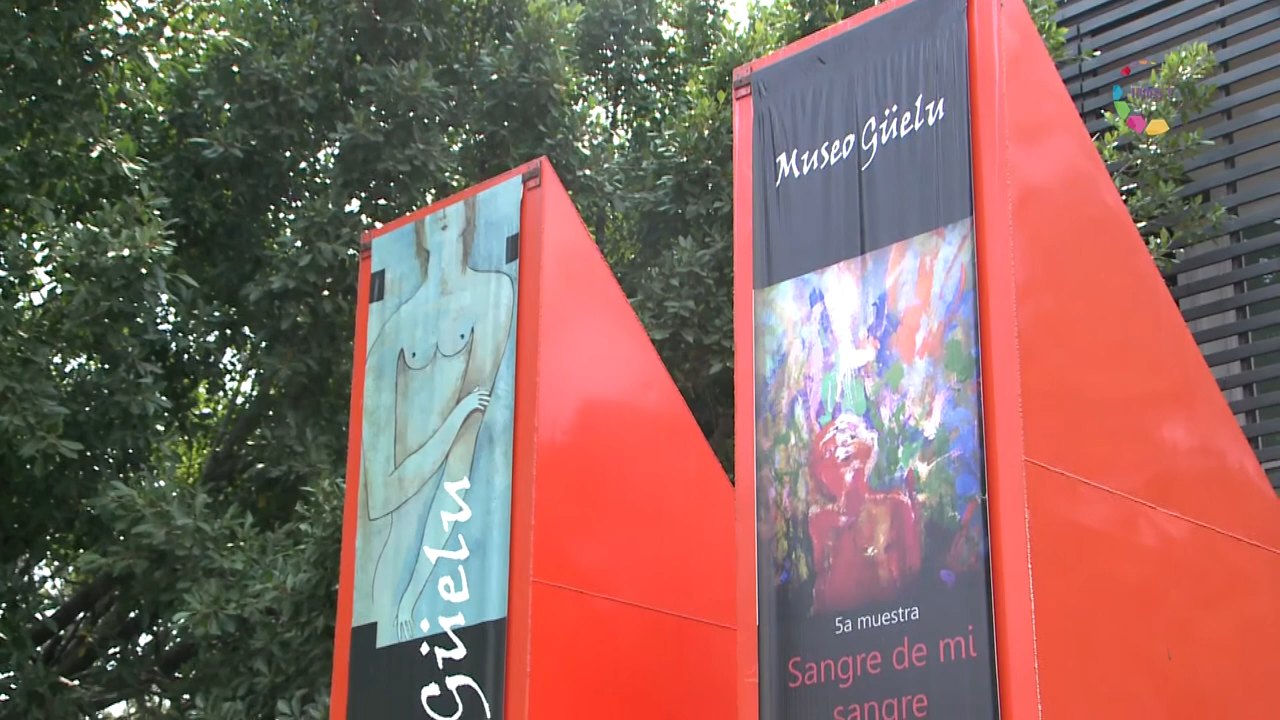 Museo Güelu
5a muestra
Sangre de mi
sangre
Güelu